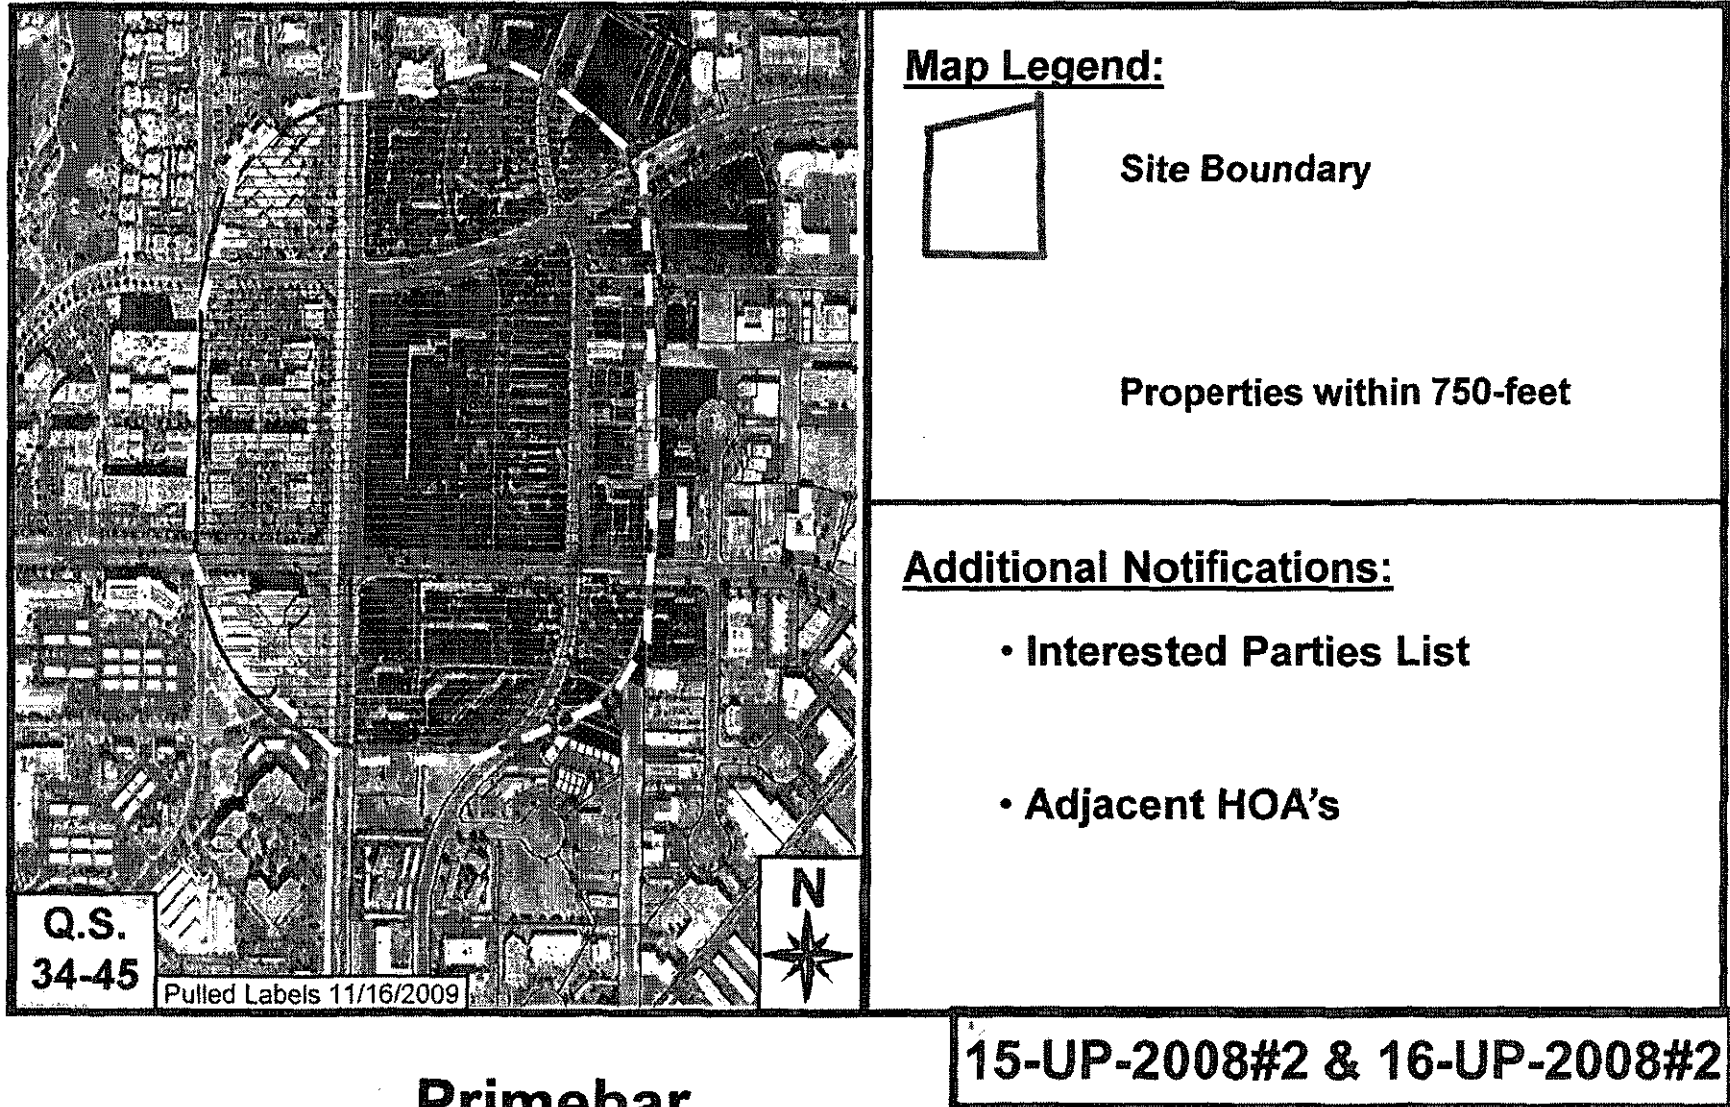 Map Legend:
Site Boundary
Properties within 750-feet
Additional Notifications:
• Interested Parties List
• Adjacent HOA's
Q.S.
34-45
Pulled Labels 11/16/2009
N
15-UP-2008#2 & 16-UP-2008#2
Primebar